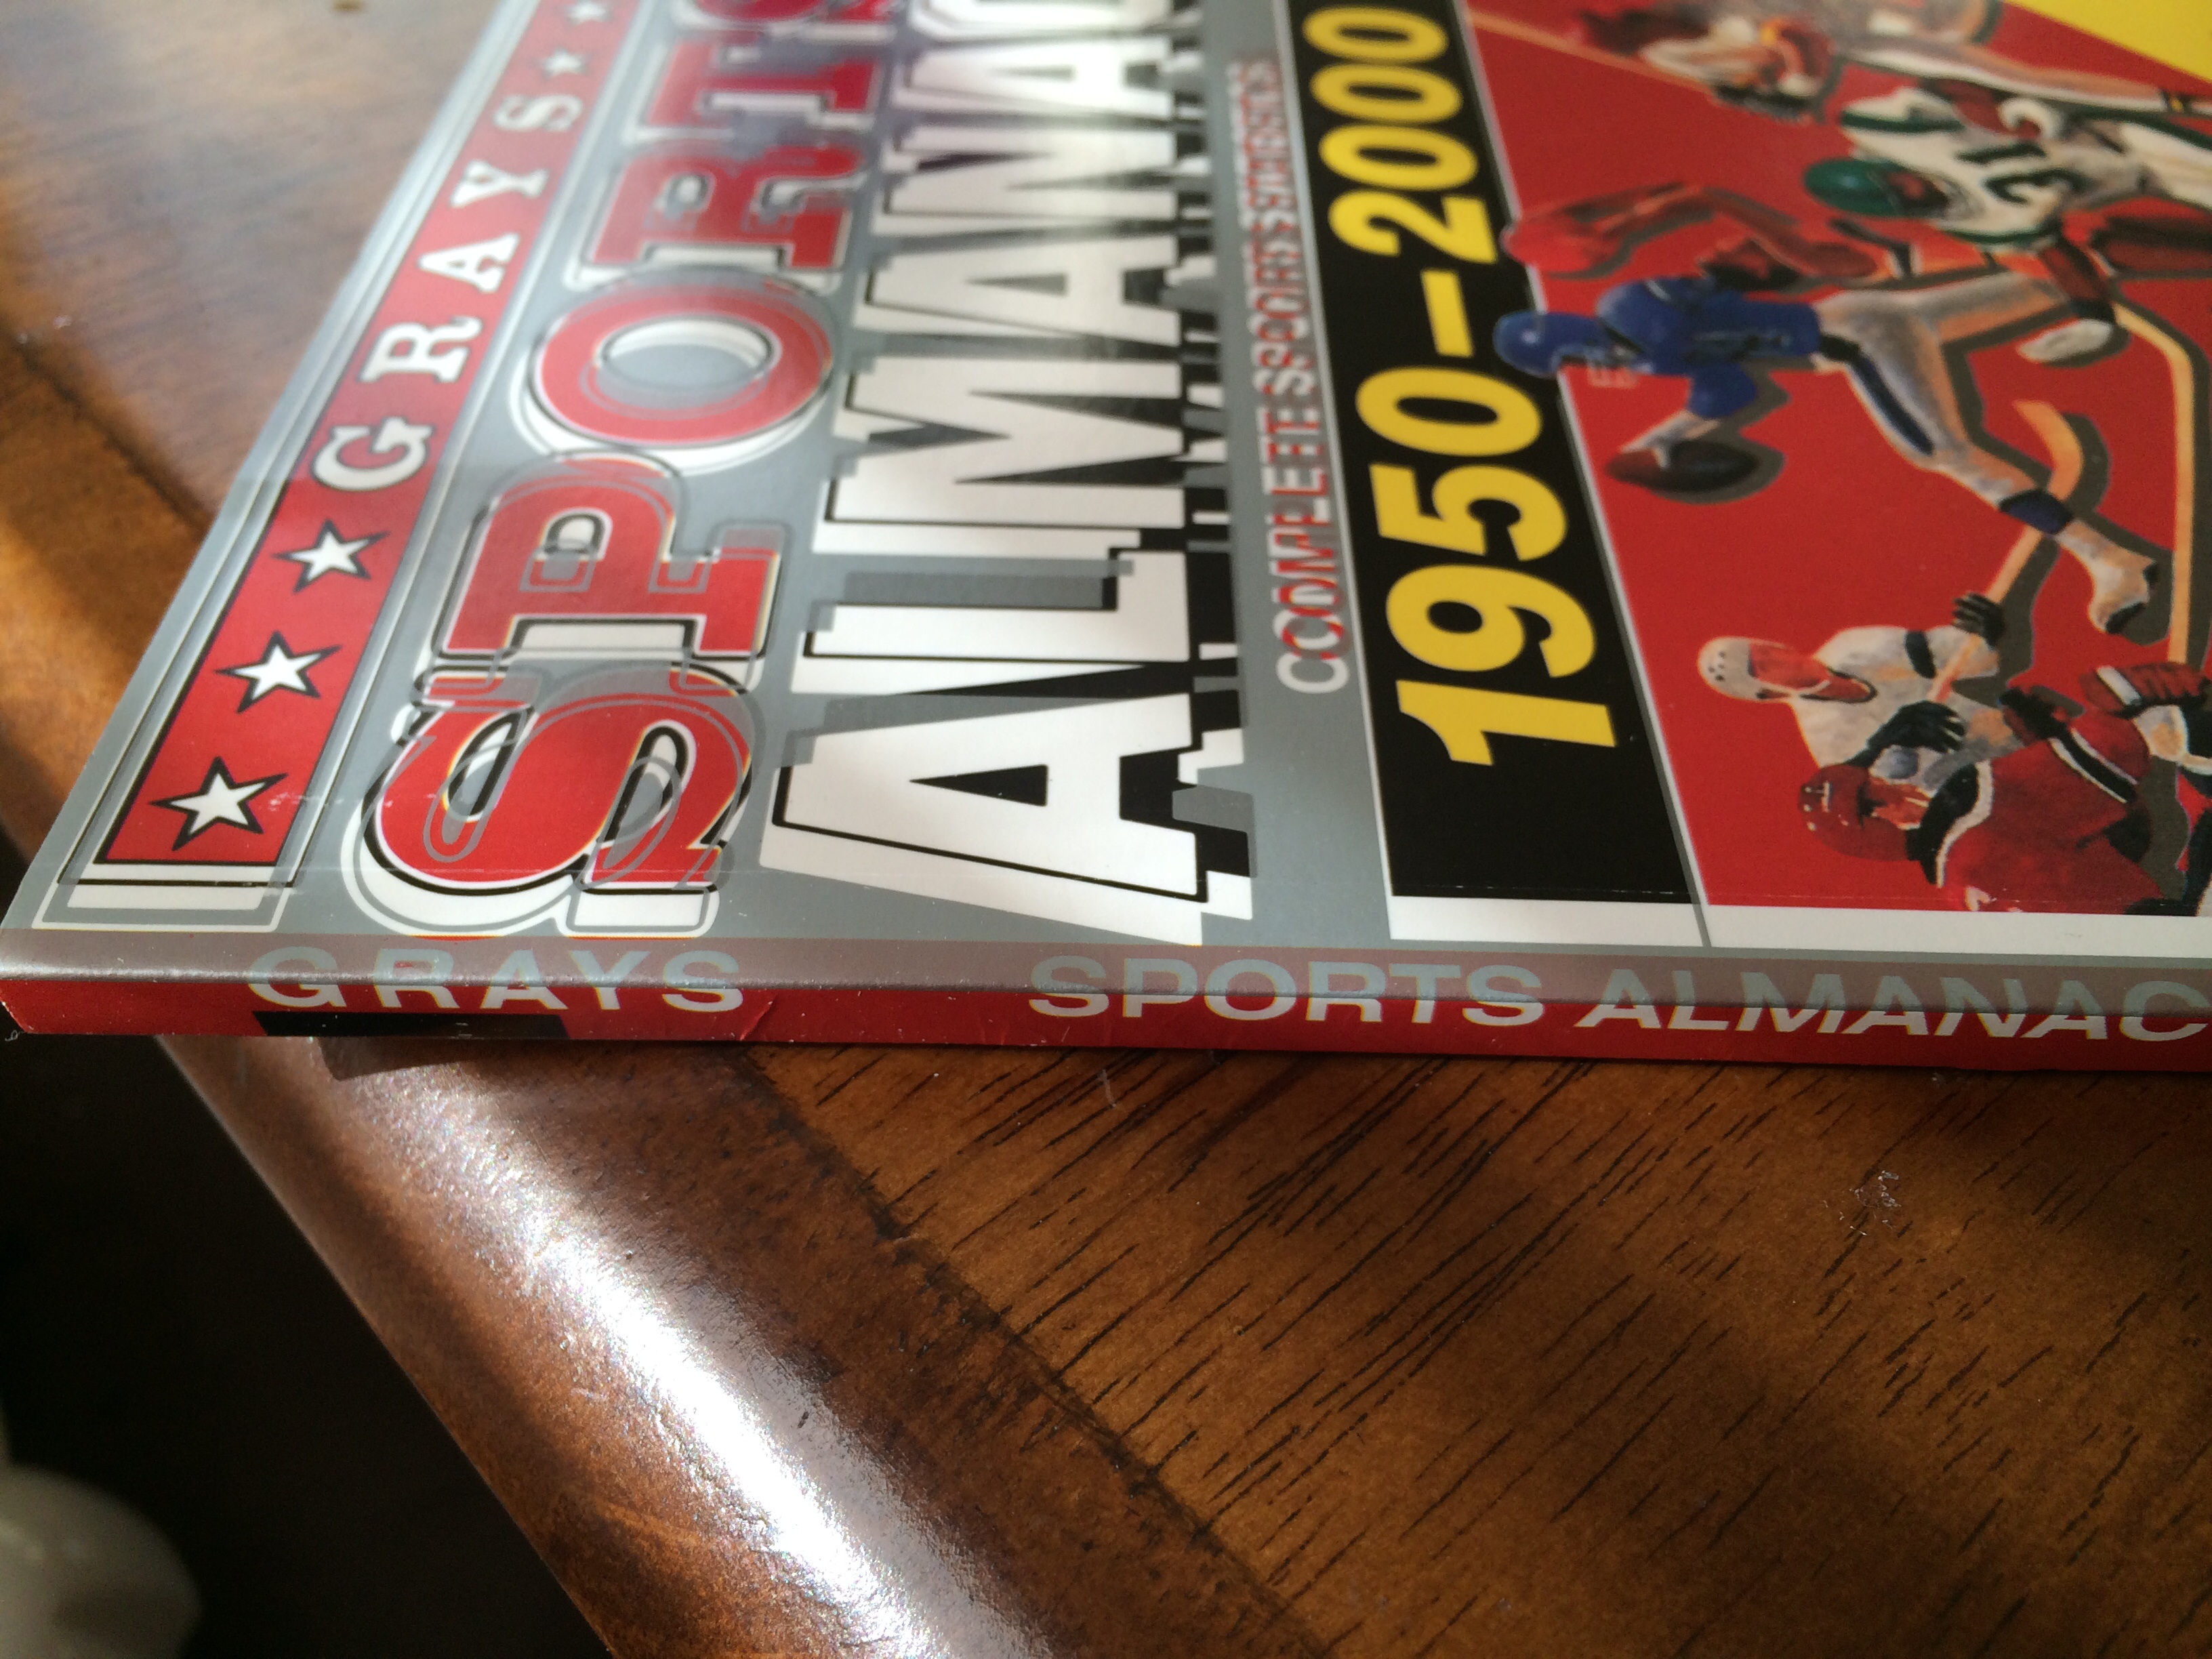 GRAYS
SPORTS
ALMANAC
COMPLETE SPORTS STATISTICS
1950-2000
GRAYS SPORTS ALMANAC